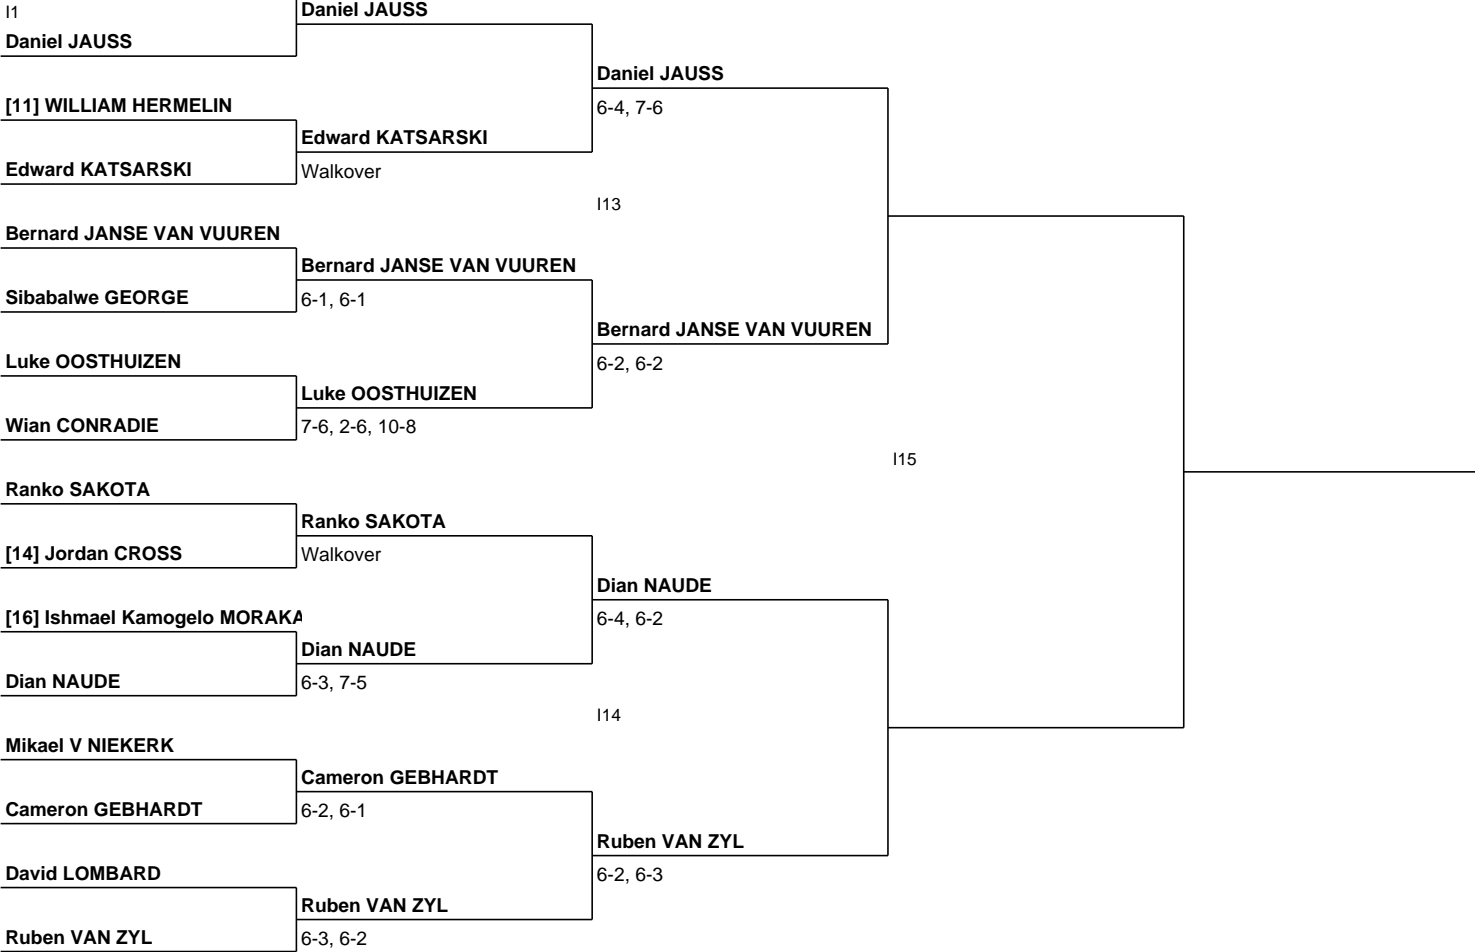 I1
Daniel JAUSS
Daniel JAUSS
Daniel JAUSS
6-4, 7-6
[11] WILLIAM HERMELIN
Edward KATSARSKI
Edward KATSARSKI
Walkover
I13
Bernard JANSE VAN VUUREN
Bernard JANSE VAN VUUREN
Sibabalwe GEORGE
6-1, 6-1
Bernard JANSE VAN VUUREN
6-2, 6-2
Luke OOSTHUIZEN
Luke OOSTHUIZEN
Wian CONRADIE
7-6, 2-6, 10-8
I15
Ranko SAKOTA
Ranko SAKOTA
[14] Jordan CROSS
Walkover
Dian NAUDE
6-4, 6-2
[16] Ishmael Kamogelo MORAKA
Dian NAUDE
Dian NAUDE
6-3, 7-5
I14
Mikael V NIEKERK
Cameron GEBHARDT
Cameron GEBHARDT
6-2, 6-1
Ruben VAN ZYL
6-2, 6-3
David LOMBARD
Ruben VAN ZYL
Ruben VAN ZYL
6-3, 6-2